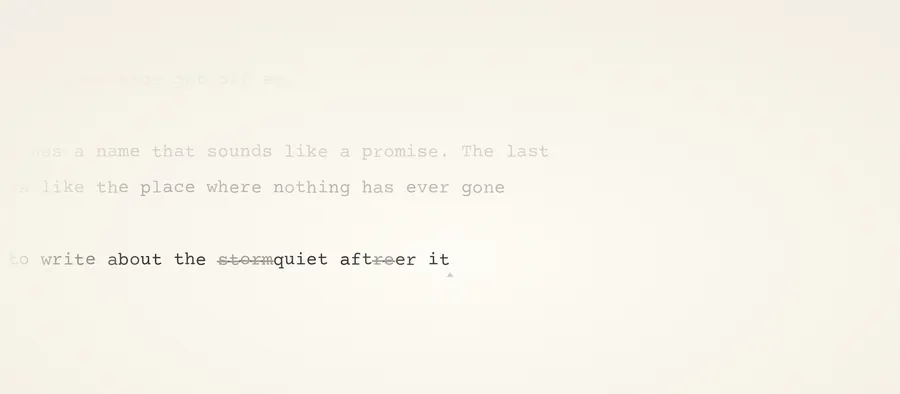 a name that sounds like a promise. The last
like the place where nothing has ever gone
to write about the stormquiet aftreer it